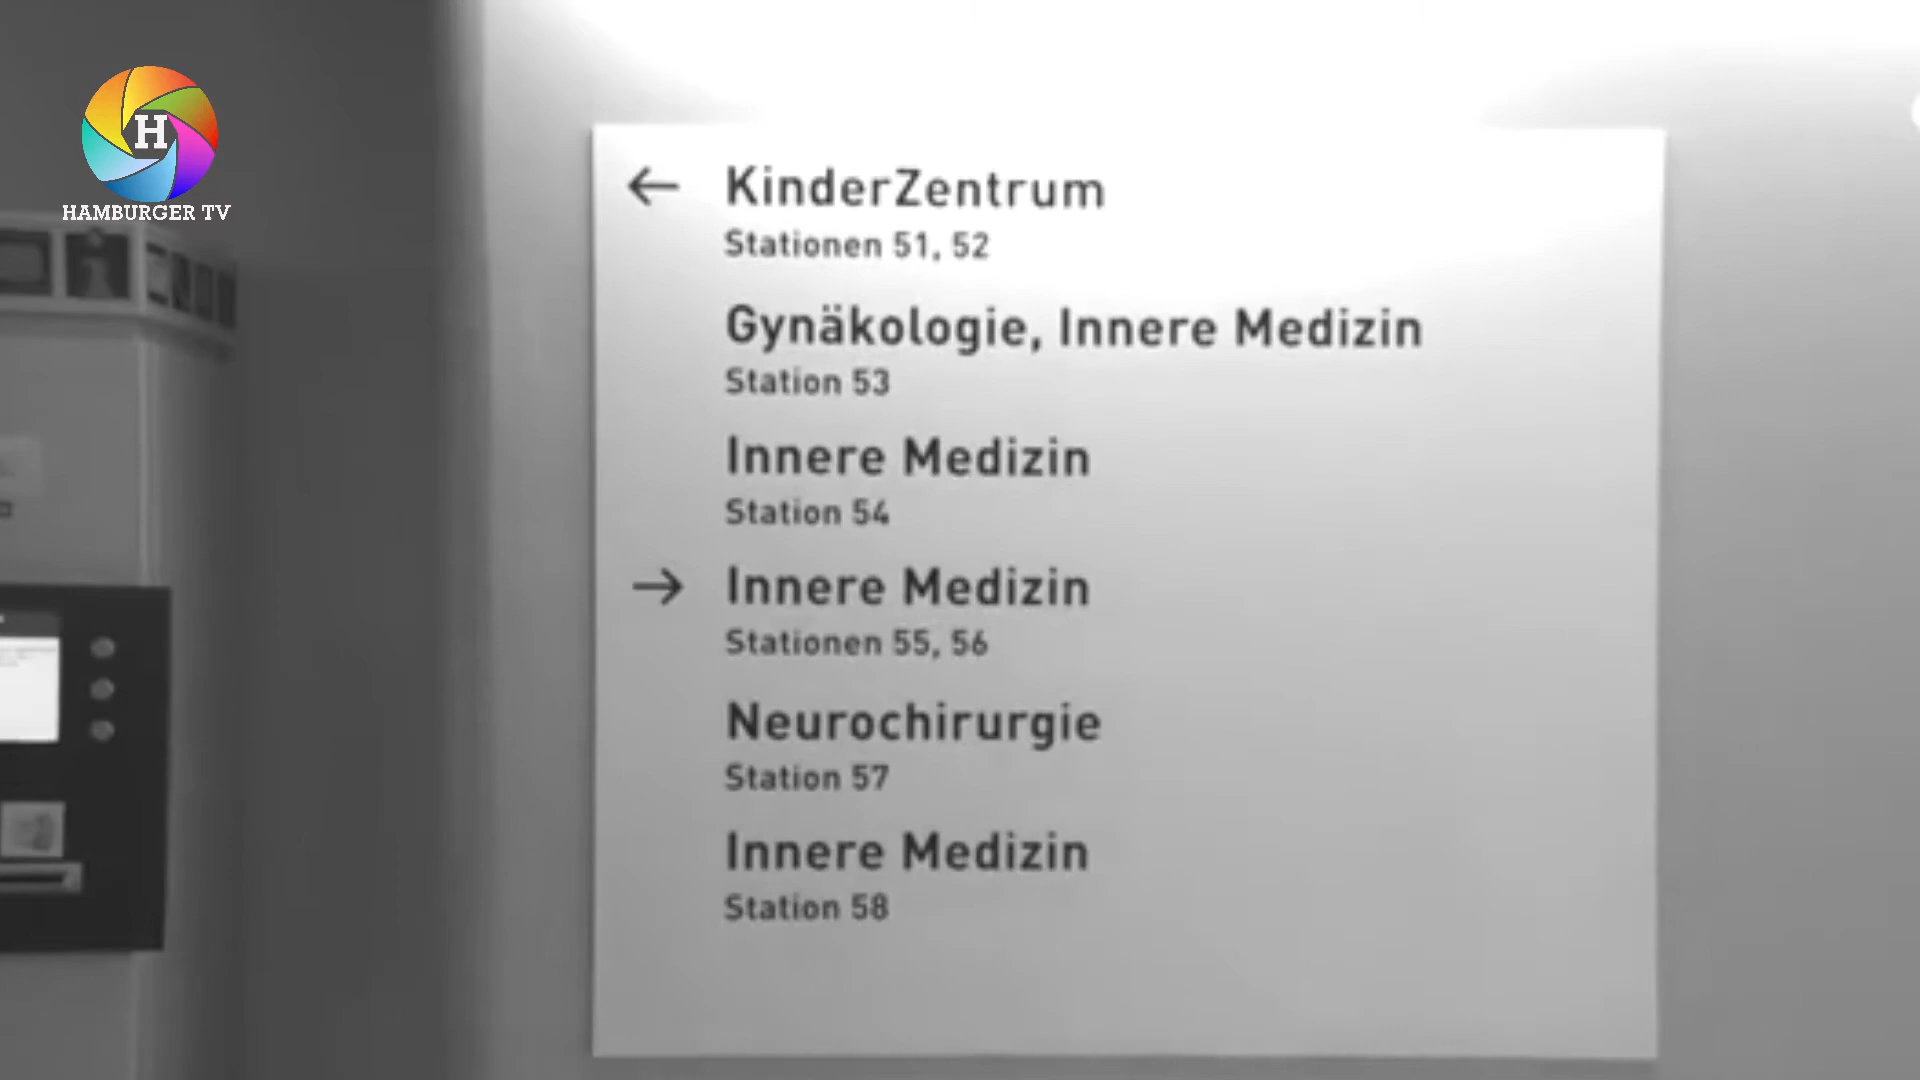 H
HAMBURGER TV
← KinderZentrum
Stationen 51, 52
Gynäkologie, Innere Medizin
Station 53
Innere Medizin
Station 54
→ Innere Medizin
Stationen 55, 56
Neurochirurgie
Station 57
Innere Medizin
Station 58